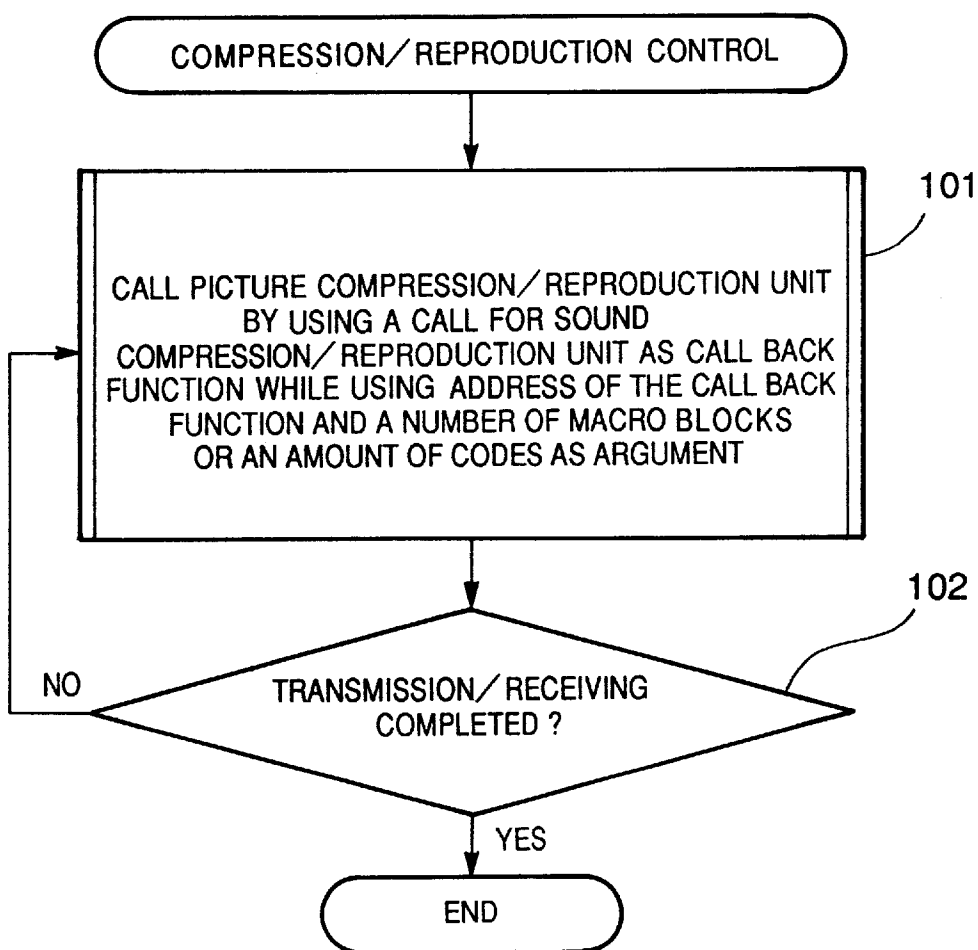 COMPRESSION/REPRODUCTION CONTROL
101
CALL PICTURE COMPRESSION/REPRODUCTION UNIT
BY USING A CALL FOR SOUND
COMPRESSION/REPRODUCTION UNIT AS CALL BACK
FUNCTION WHILE USING ADDRESS OF THE CALL BACK
FUNCTION AND A NUMBER OF MACRO BLOCKS
OR AN AMOUNT OF CODES AS ARGUMENT
102
NO
TRANSMISSION/RECEIVING
COMPLETED ?
YES
END